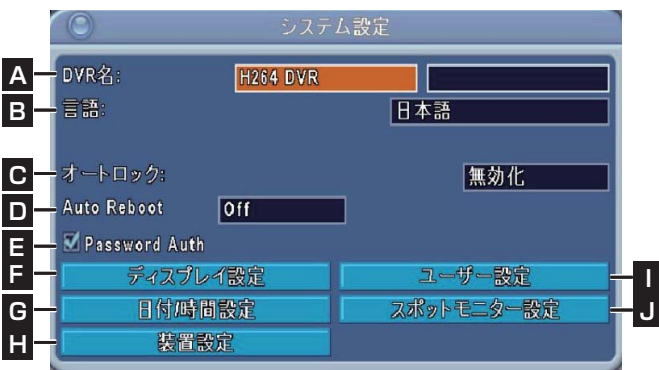 システム設定
A DVR名: H264 DVR
B 言語: 日本語
C オートロック: 無効化
D Auto Reboot Off
E Password Auth
F ディスプレイ設定 ユーザー設定 I
G 日付/時間設定 スポットモニター設定 J
H 装置設定